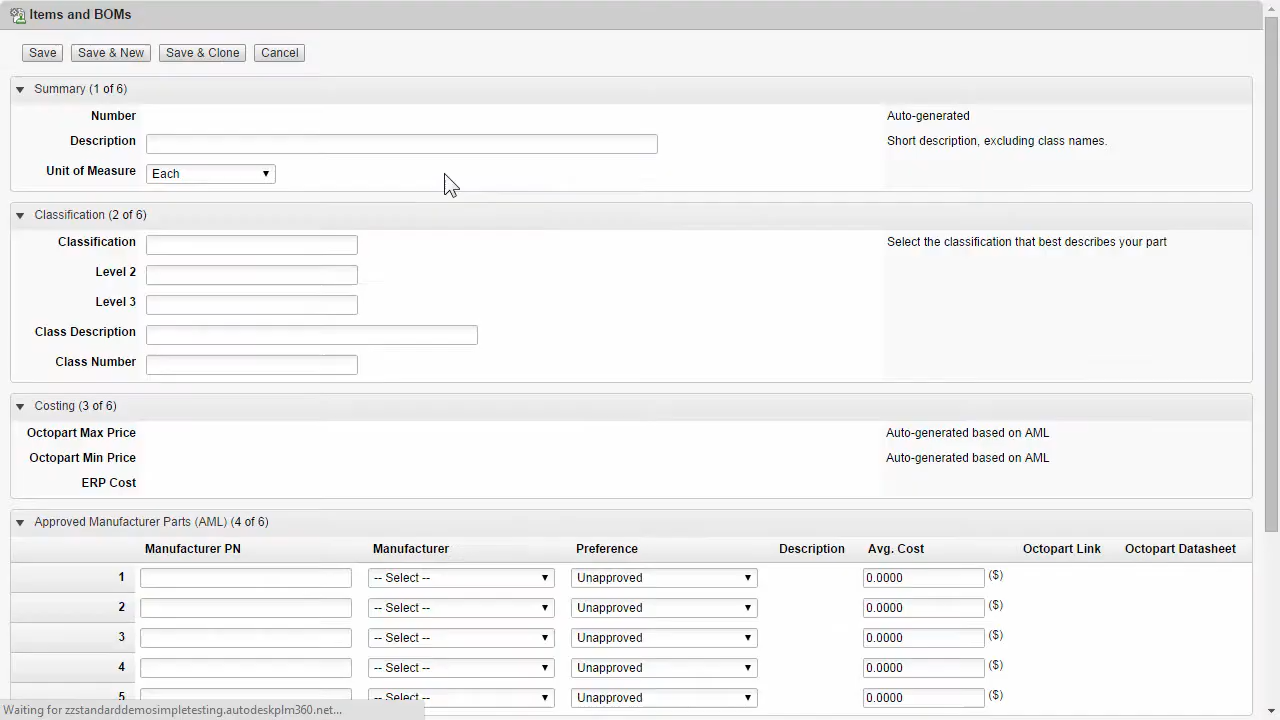 Items and BOMs
Save Save & New Save & Clone Cancel
Summary (1 of 6)
Number Auto-generated
Description Short description, excluding class names.
Unit of Measure Each
Classification (2 of 6)
Classification Select the classification that best describes your part
Level 2
Level 3
Class Description
Class Number
Costing (3 of 6)
Octopart Max Price Auto-generated based on AML
Octopart Min Price Auto-generated based on AML
ERP Cost
Approved Manufacturer Parts (AML) (4 of 6)
Manufacturer PN Manufacturer Preference Description Avg. Cost Octopart Link Octopart Datasheet
1 -- Select -- Unapproved 0.0000 ($)
2 -- Select -- Unapproved 0.0000 ($)
3 -- Select -- Unapproved 0.0000 ($)
4 -- Select -- Unapproved 0.0000 ($)
5 -- Select -- Unapproved 0.0000 ($)
Waiting for zzstandarddemosimpletesting.autodeskplm360.net...